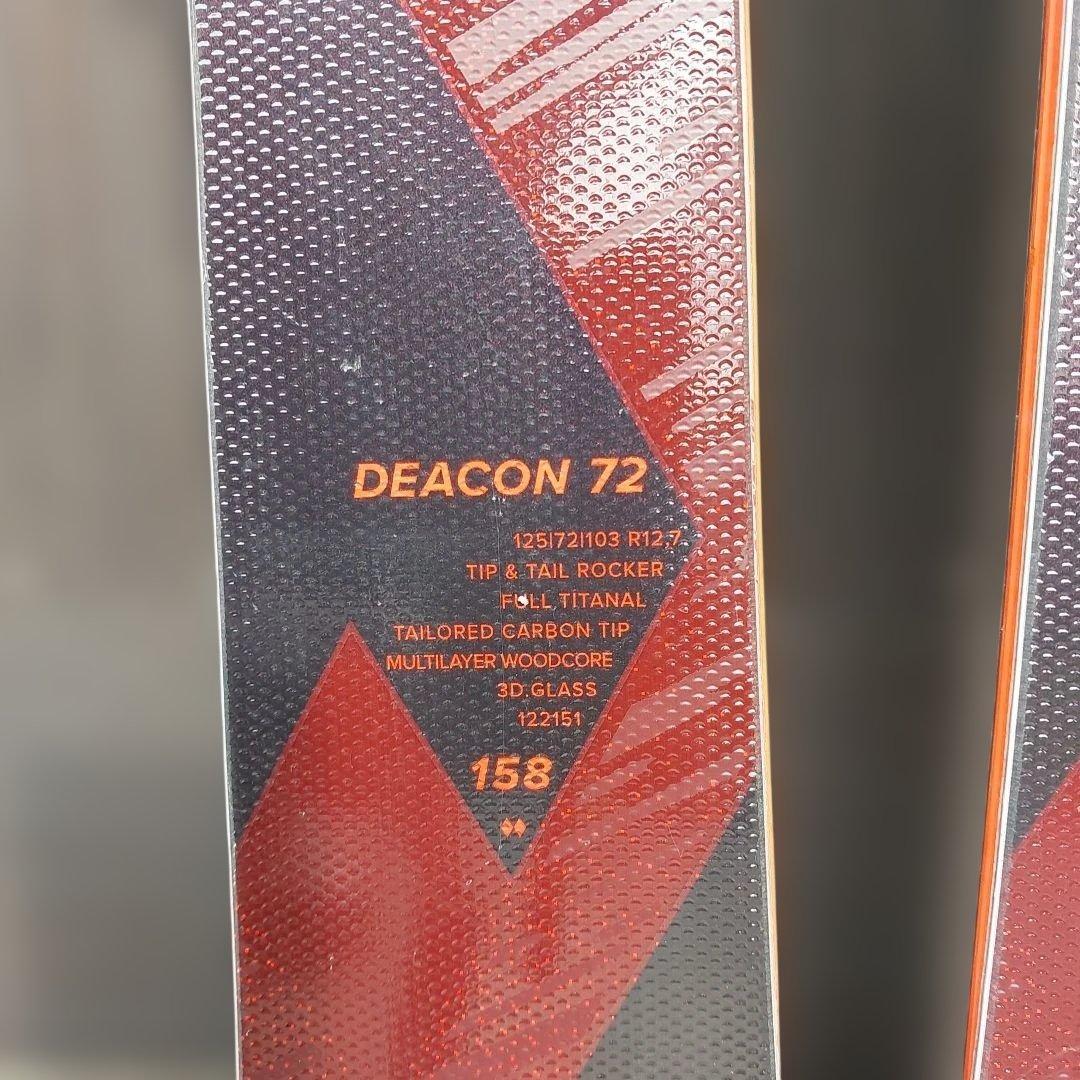 DEACON 72
125|72|103 R12,7
TIP & TAIL ROCKER
FULL TITANAL
TAILORED CARBON TIP
MULTILAYER WOODCORE
3D.GLASS
122151
158